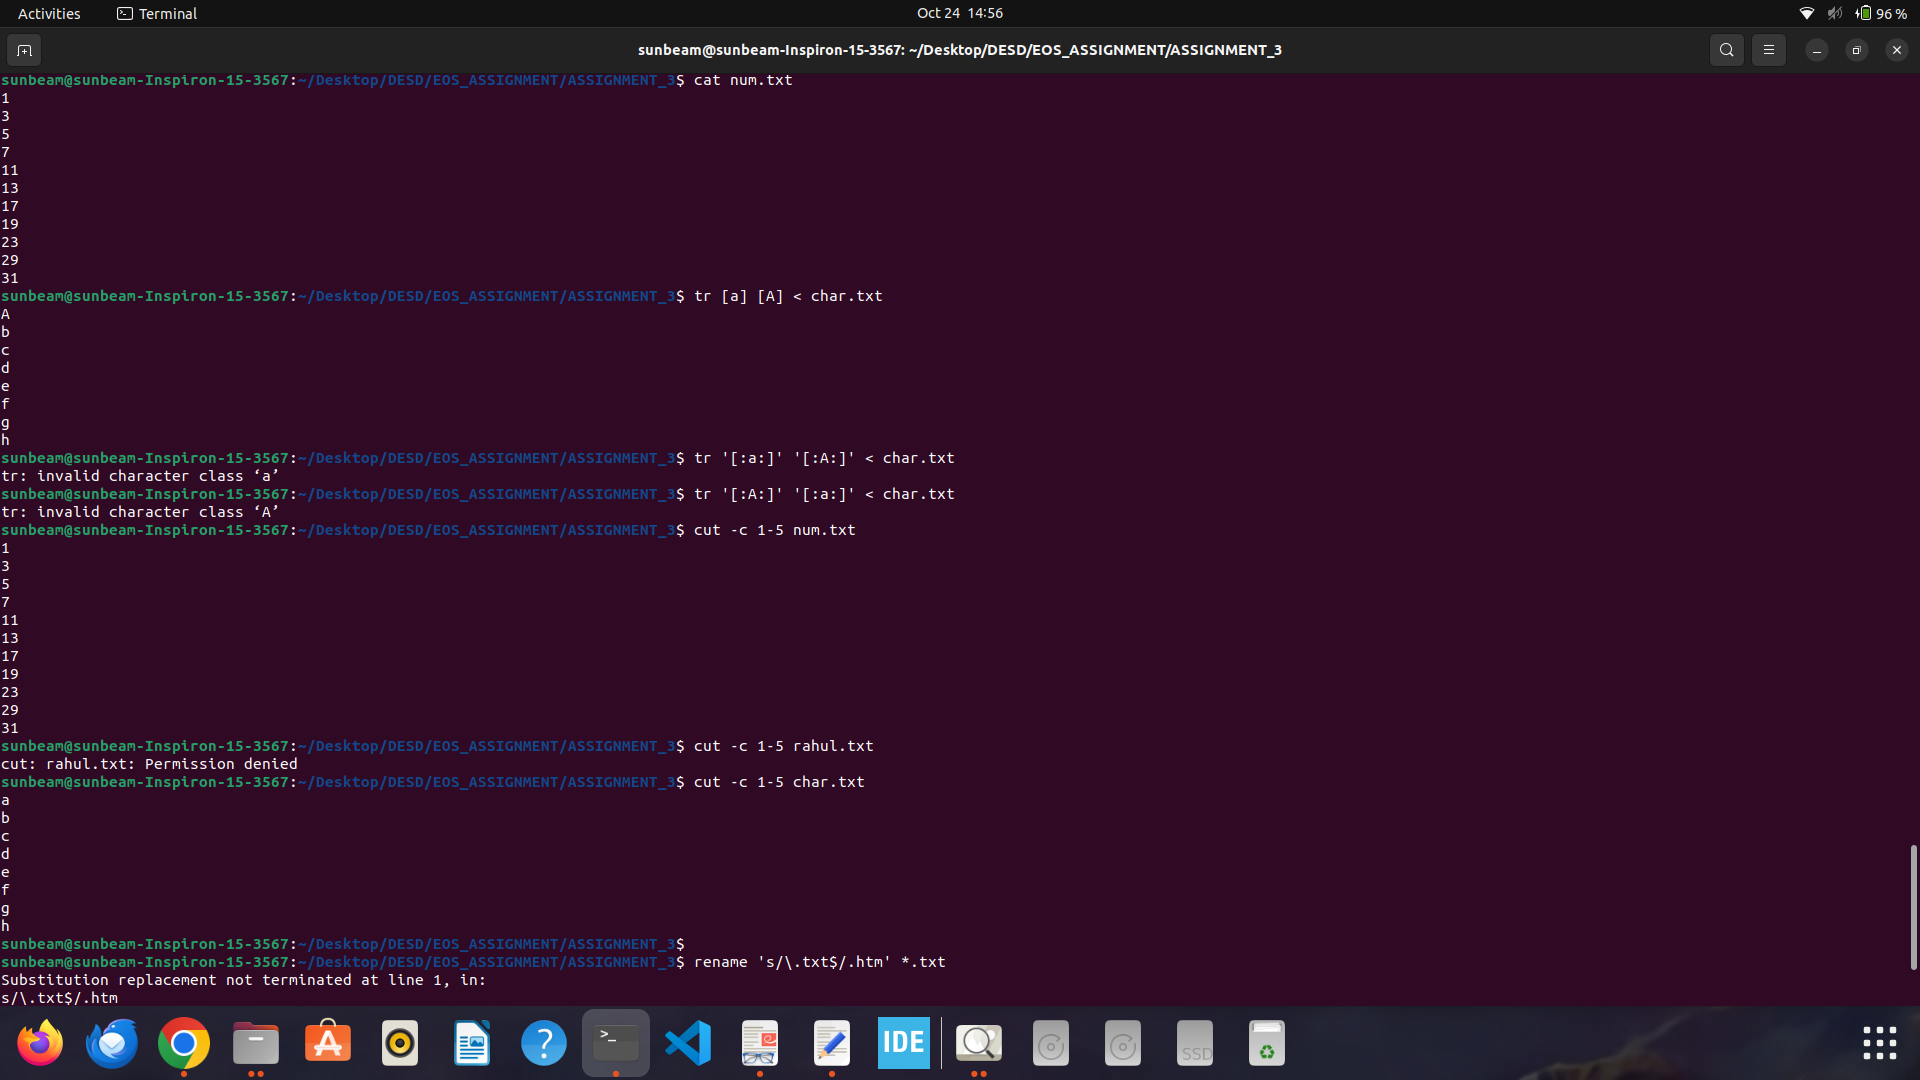 Activities
Terminal
Oct 24 14:56
96 %
sunbeam@sunbeam-Inspiron-15-3567: ~/Desktop/DESD/EOS_ASSIGNMENT/ASSIGNMENT_3
sunbeam@sunbeam-Inspiron-15-3567:~/Desktop/DESD/EOS_ASSIGNMENT/ASSIGNMENT_3$ cat num.txt
1
3
5
7
11
13
17
19
23
29
31
sunbeam@sunbeam-Inspiron-15-3567:~/Desktop/DESD/EOS_ASSIGNMENT/ASSIGNMENT_3$ tr [a] [A] < char.txt
A
b
c
d
e
f
g
h
sunbeam@sunbeam-Inspiron-15-3567:~/Desktop/DESD/EOS_ASSIGNMENT/ASSIGNMENT_3$ tr '[:a:]' '[:A:]' < char.txt
tr: invalid character class ‘a’
sunbeam@sunbeam-Inspiron-15-3567:~/Desktop/DESD/EOS_ASSIGNMENT/ASSIGNMENT_3$ tr '[:A:]' '[:a:]' < char.txt
tr: invalid character class ‘A’
sunbeam@sunbeam-Inspiron-15-3567:~/Desktop/DESD/EOS_ASSIGNMENT/ASSIGNMENT_3$ cut -c 1-5 num.txt
1
3
5
7
11
13
17
19
23
29
31
sunbeam@sunbeam-Inspiron-15-3567:~/Desktop/DESD/EOS_ASSIGNMENT/ASSIGNMENT_3$ cut -c 1-5 rahul.txt
cut: rahul.txt: Permission denied
sunbeam@sunbeam-Inspiron-15-3567:~/Desktop/DESD/EOS_ASSIGNMENT/ASSIGNMENT_3$ cut -c 1-5 char.txt
a
b
c
d
e
f
g
h
sunbeam@sunbeam-Inspiron-15-3567:~/Desktop/DESD/EOS_ASSIGNMENT/ASSIGNMENT_3$
sunbeam@sunbeam-Inspiron-15-3567:~/Desktop/DESD/EOS_ASSIGNMENT/ASSIGNMENT_3$ rename 's/\.txt$/.htm' *.txt
Substitution replacement not terminated at line 1, in:
s/\.txt$/.htm
IDE
SSD